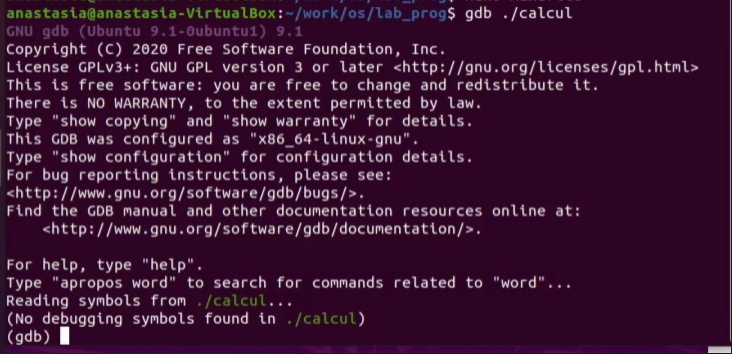 anastasia@anastasia-VirtualBox:~/work/os/lab_prog$ gdb ./calcul
GNU gdb (Ubuntu 9.1-0ubuntu1) 9.1
Copyright (C) 2020 Free Software Foundation, Inc.
License GPLv3+: GNU GPL version 3 or later <http://gnu.org/licenses/gpl.html>
This is free software: you are free to change and redistribute it.
There is NO WARRANTY, to the extent permitted by law.
Type "show copying" and "show warranty" for details.
This GDB was configured as "x86_64-linux-gnu".
Type "show configuration" for configuration details.
For bug reporting instructions, please see:
<http://www.gnu.org/software/gdb/bugs/>.
Find the GDB manual and other documentation resources online at:
    <http://www.gnu.org/software/gdb/documentation/>.

For help, type "help".
Type "apropos word" to search for commands related to "word"...
Reading symbols from ./calcul...
(No debugging symbols found in ./calcul)
(gdb)